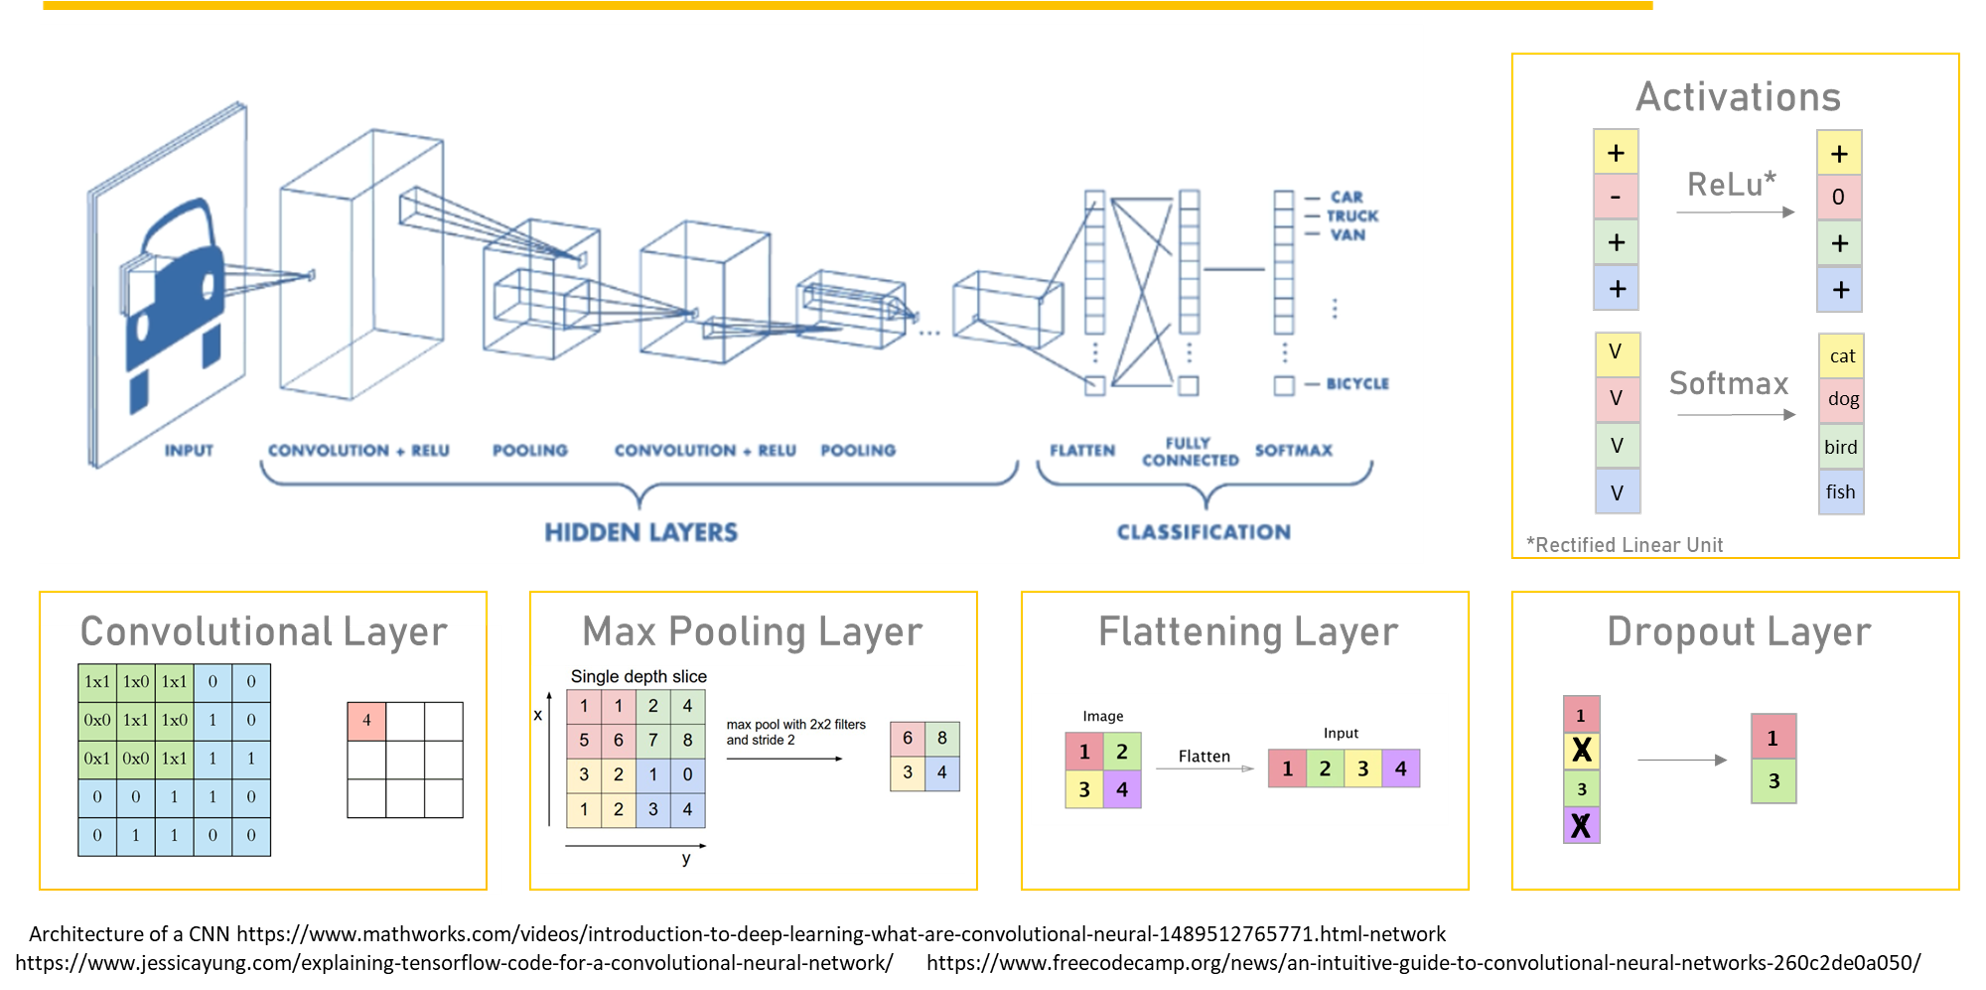 CAR
TRUCK
VAN
BICYCLE
INPUT
CONVOLUTION + RELU
POOLING
CONVOLUTION + RELU
POOLING
FLATTEN
FULLY
CONNECTED
SOFTMAX
HIDDEN LAYERS
CLASSIFICATION
Activations
+
-
+
+
ReLu*
+
0
+
+
V
V
V
V
Softmax
cat
dog
bird
fish
*Rectified Linear Unit
Convolutional Layer
1x1 1x0 1x1 0 0
0x0 1x1 1x0 1 0
0x1 0x0 1x1 1 1
0 0 1 1 0
0 1 1 0 0
4
Max Pooling Layer
Single depth slice
x
1 1 2 4
5 6 7 8
3 2 1 0
1 2 3 4
y
max pool with 2x2 filters
and stride 2
6 8
3 4
Flattening Layer
Image
1 2
3 4
Flatten
Input
1 2 3 4
Dropout Layer
1
X
3
X
1
3
Architecture of a CNN https://www.mathworks.com/videos/introduction-to-deep-learning-what-are-convolutional-neural-1489512765771.html-network
https://www.jessicayung.com/explaining-tensorflow-code-for-a-convolutional-neural-network/ https://www.freecodecamp.org/news/an-intuitive-guide-to-convolutional-neural-networks-260c2de0a050/